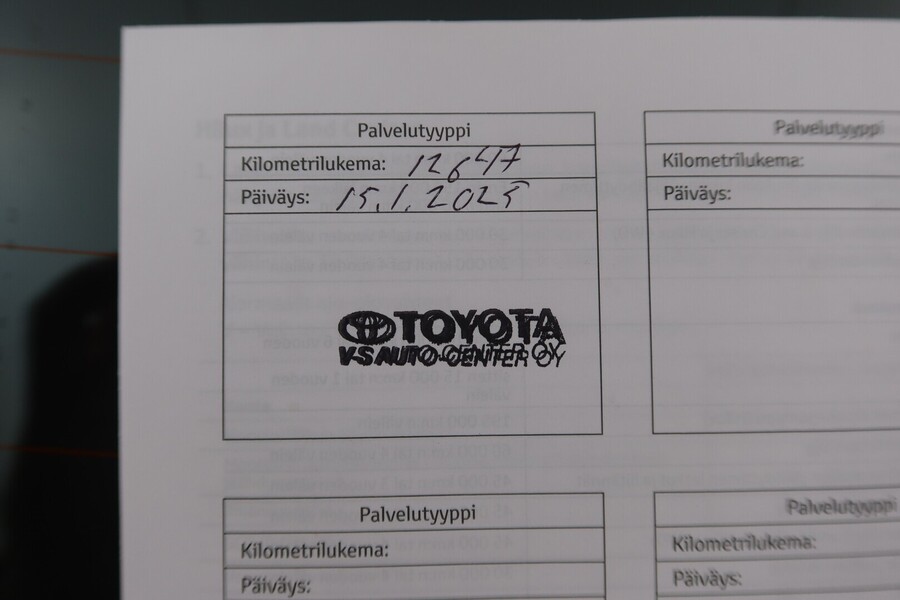 Palvelutyyppi
Kilometrilukema: 12647
Päiväys: 15.1.2025
TOYOTA
V-S AUTO-CENTER OY
Palvelutyyppi
Kilometrilukema:
Päiväys:
Palvelutyyppi
Kilometrilukema:
Päiväys:
Palvelutyyppi
Kilometrilukema:
Päiväys: